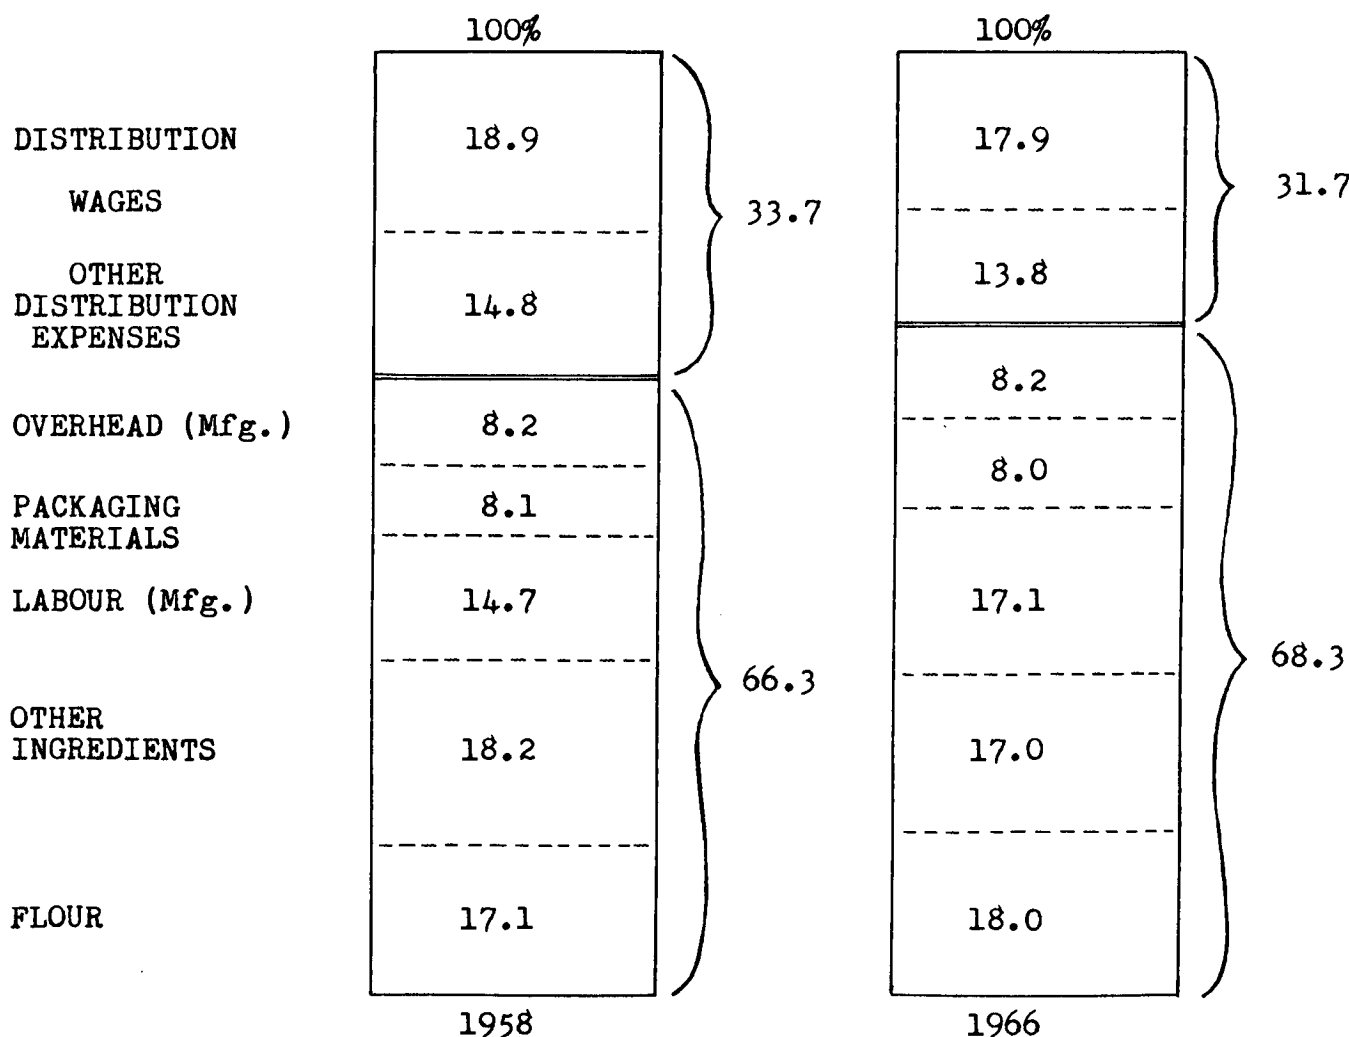 100% 100%
DISTRIBUTION 18.9 17.9
WAGES 33.7 31.7
OTHER
DISTRIBUTION 14.8 13.8
EXPENSES
8.2
OVERHEAD (Mfg.) 8.2
8.0
PACKAGING 8.1
MATERIALS
LABOUR (Mfg.) 14.7 17.1
66.3 68.3
OTHER
INGREDIENTS 18.2 17.0
FLOUR 17.1 18.0
1958 1966